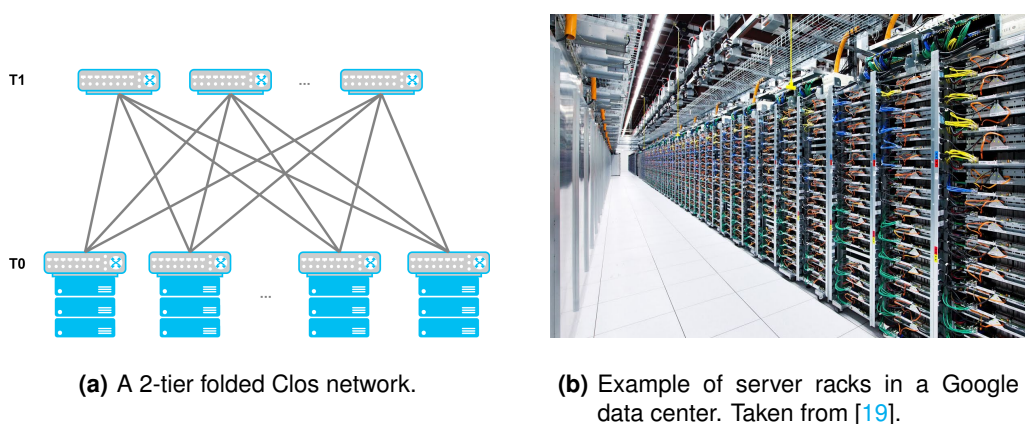 T1
...
T0
...
(a) A 2-tier folded Clos network.
(b) Example of server racks in a Google
data center. Taken from [19].